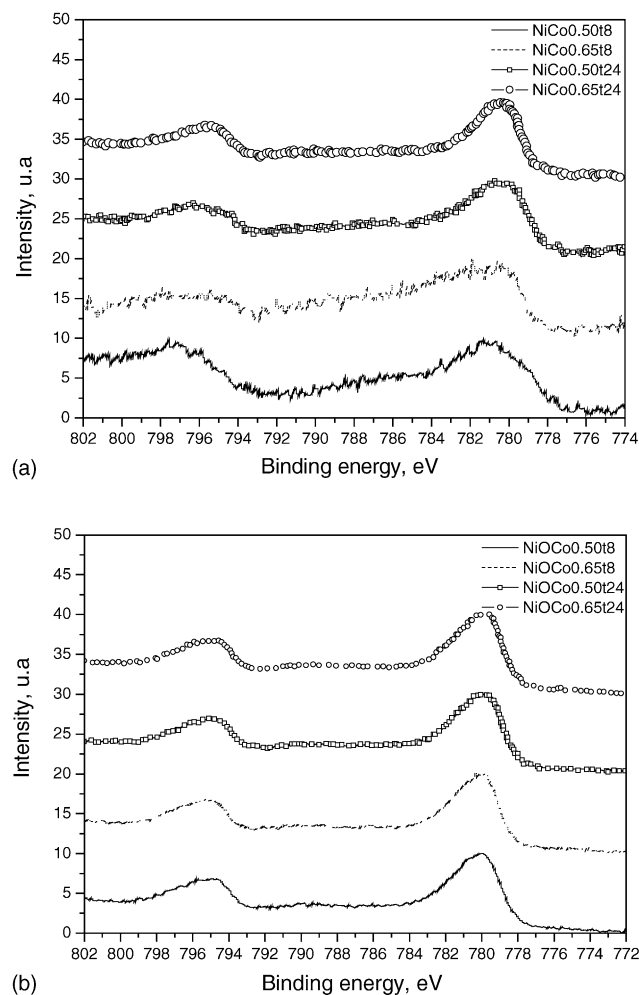 50
45
40
35
30
25
20
15
10
5
0
NiCo0.50t8
NiCo0.65t8
NiCo0.50t24
NiCo0.65t24
Intensity, u.a
802 800 798 796 794 792 790 788 786 784 782 780 778 776 774
Binding energy, eV
(a)
50
45
40
35
30
25
20
15
10
5
0
NiOCo0.50t8
NiOCo0.65t8
NiOCo0.50t24
NiOCo0.65t24
Intensity, u.a
802 800 798 796 794 792 790 788 786 784 782 780 778 776 774 772
Binding energy, eV
(b)